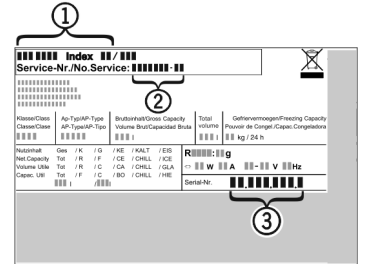 1
Index /
Service-Nr./No.Service: -
2
Klasse/Class Ap-Typ/AP-Type Bruttoinhalt/Gross Capacity Total Gefriervermoegen/Freezing Capacity
Classe/Clase AP-Type/AP-Tipo Volume Brut/Capacidad Bruta volume Pouvoir de Congel./Capac.Congeladora
l l kg / 24 h
Nutzinhalt Ges / K / G / KE / KALT / EIS
Net.Capacity Tot / R / F / CE / CHILL / ICE
Volume Utile Tot / R / C / CA / CHILL / GLA
Capac. Util Tot / F / C / BO / CHILL / HIE
l / l
R : g
W A - V Hz
Serial-Nr. . . .
3